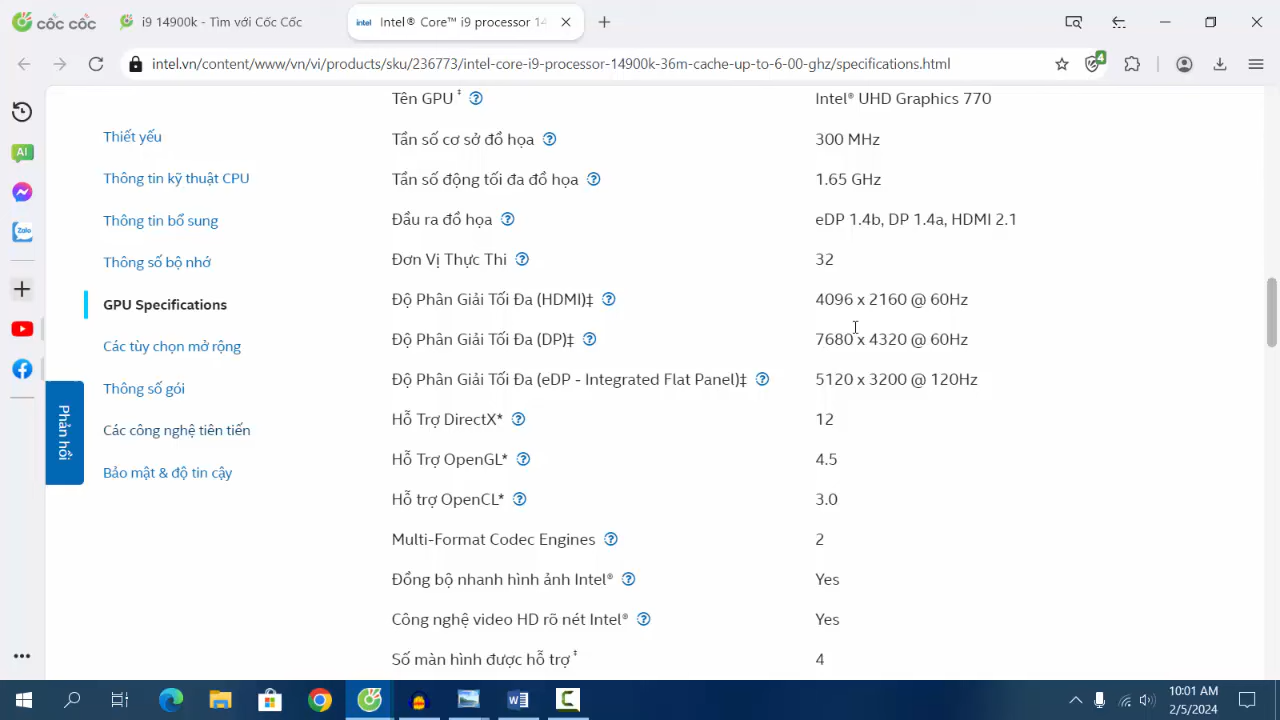 cốc cốc
i9 14900k - Tìm với Cốc Cốc
intel Intel® Core™ i9 processor 14
intel.vn/content/www/vn/vi/products/sku/236773/intel-core-i9-processor-14900k-36m-cache-up-to-6-00-ghz/specifications.html
4
AI
Zalo
Thiết yếu
Thông tin kỹ thuật CPU
Thông tin bổ sung
Thông số bộ nhớ
GPU Specifications
Các tùy chọn mở rộng
Thông số gói
Các công nghệ tiên tiến
Bảo mật & độ tin cậy
Phản hồi
Tên GPU ‡ Intel® UHD Graphics 770
Tần số cơ sở đồ họa 300 MHz
Tần số động tối đa đồ họa 1.65 GHz
Đầu ra đồ họa eDP 1.4b, DP 1.4a, HDMI 2.1
Đơn Vị Thực Thi 32
Độ Phân Giải Tối Đa (HDMI)‡ 4096 x 2160 @ 60Hz
Độ Phân Giải Tối Đa (DP)‡ 7680 x 4320 @ 60Hz
Độ Phân Giải Tối Đa (eDP - Integrated Flat Panel)‡ 5120 x 3200 @ 120Hz
Hỗ Trợ DirectX* 12
Hỗ Trợ OpenGL* 4.5
Hỗ trợ OpenCL* 3.0
Multi-Format Codec Engines 2
Đồng bộ nhanh hình ảnh Intel® Yes
Công nghệ video HD rõ nét Intel® Yes
Số màn hình được hỗ trợ ‡ 4
10:01 AM
2/5/2024